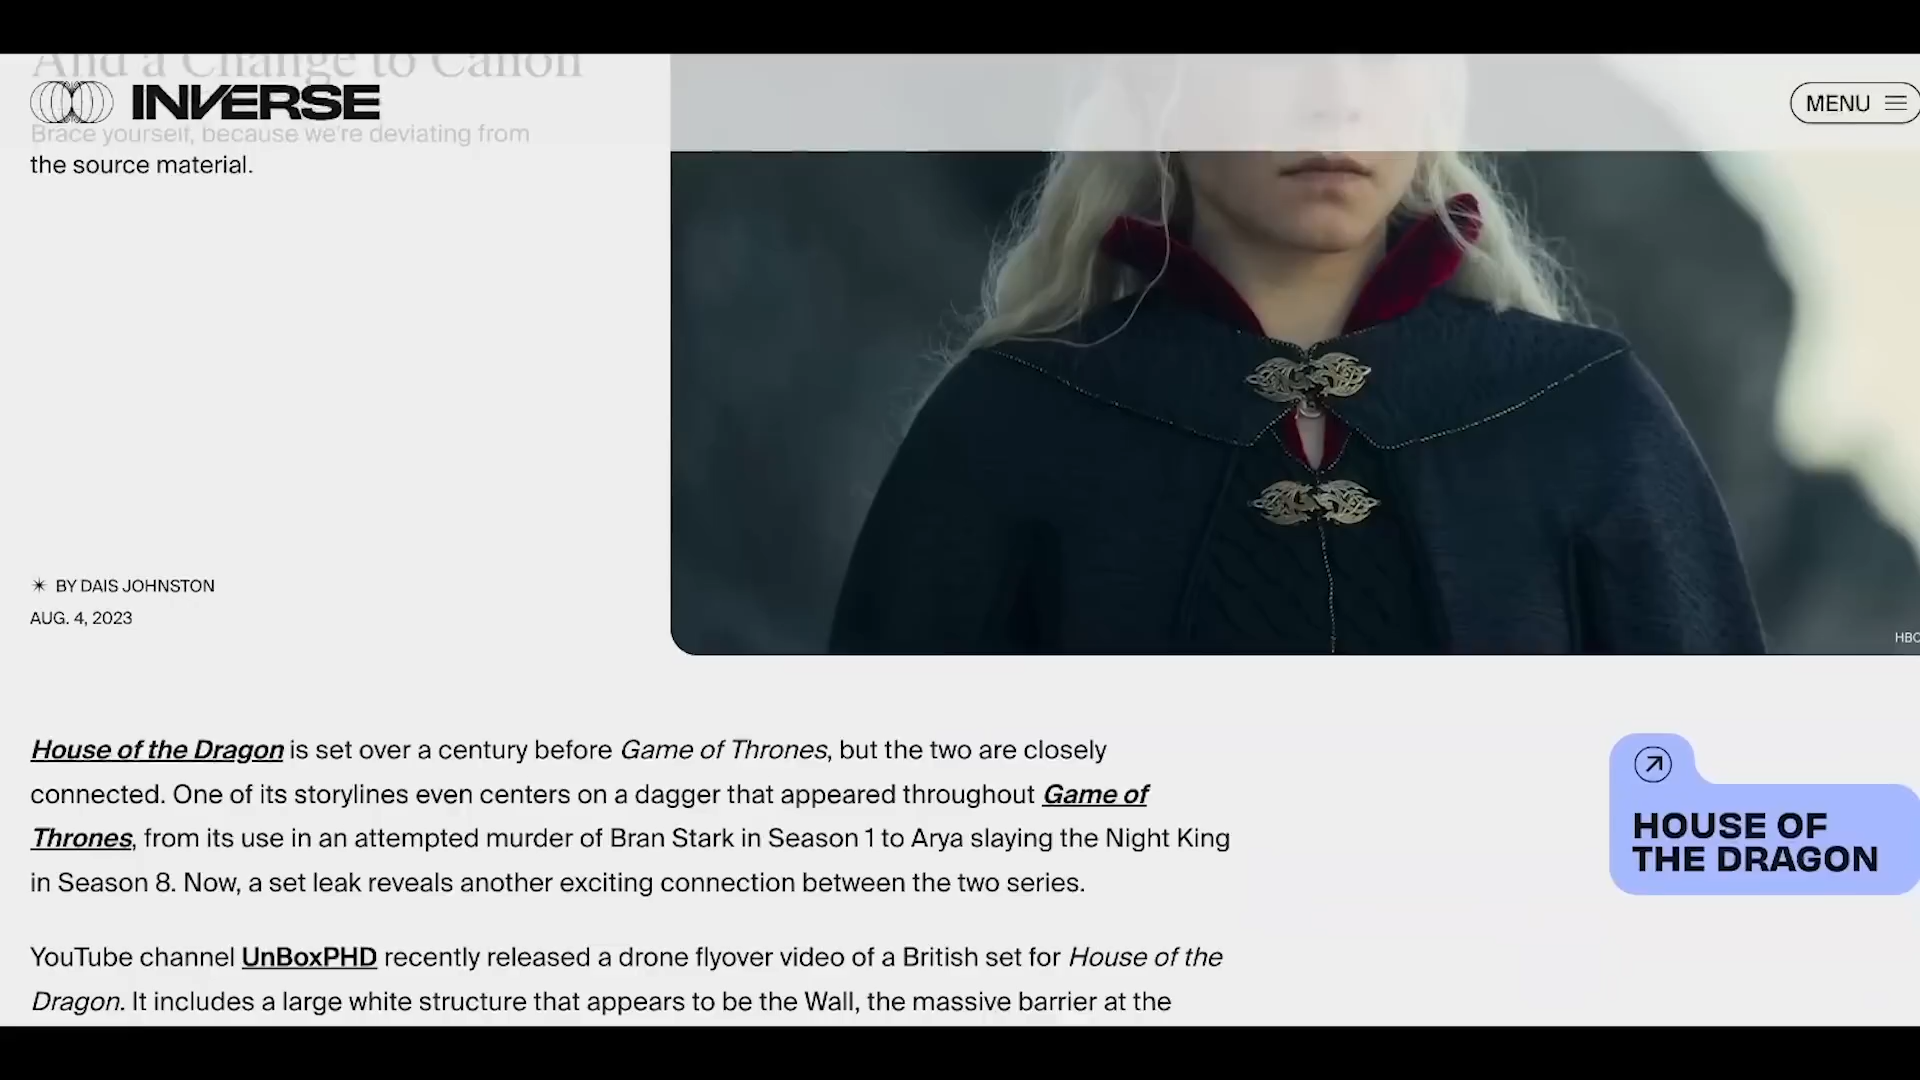 And a Change to Canon
INVERSE
MENU
Brace yourself, because we're deviating from
the source material.
BY DAIS JOHNSTON
AUG. 4, 2023
HBO
House of the Dragon is set over a century before Game of Thrones, but the two are closely
connected. One of its storylines even centers on a dagger that appeared throughout Game of
Thrones, from its use in an attempted murder of Bran Stark in Season 1 to Arya slaying the Night King
in Season 8. Now, a set leak reveals another exciting connection between the two series.
HOUSE OF
THE DRAGON
YouTube channel UnBoxPHD recently released a drone flyover video of a British set for House of the
Dragon. It includes a large white structure that appears to be the Wall, the massive barrier at the